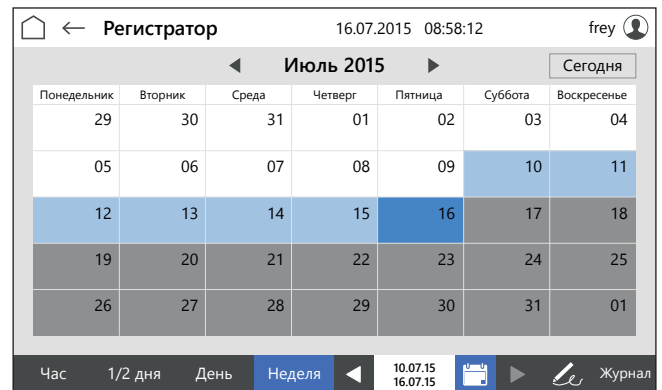 Регистратор 16.07.2015 08:58:12 frey
Июль 2015 Сегодня
Понедельник Вторник Среда Четверг Пятница Суббота Воскресенье
29 30 31 01 02 03 04
05 06 07 08 09 10 11
12 13 14 15 16 17 18
19 20 21 22 23 24 25
26 27 28 29 30 31 01
Час 1/2 дня День Неделя 10.07.15 Журнал
16.07.15